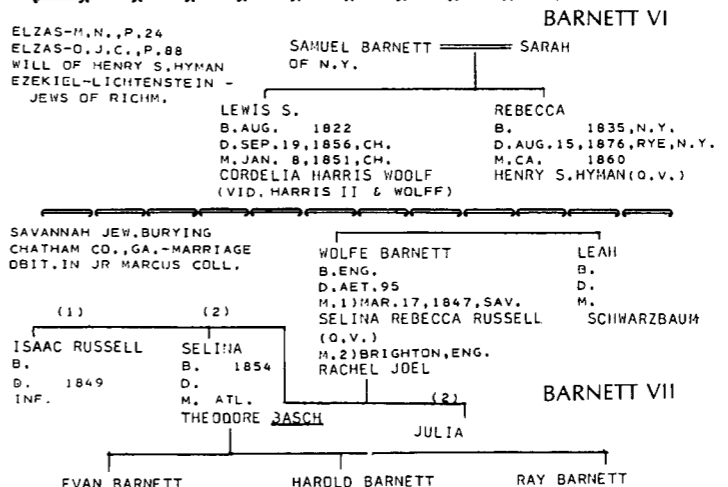 BARNETT VI
ELZAS-M.N.,P.24
ELZAS-O.J.C.,P.88
WILL OF HENRY S.HYMAN
EZEKIEL-LICHTENSTEIN -
JEWS OF RICHM.
SAMUEL BARNETT SARAH
OF N.Y.
LEWIS S.
B.AUG. 1822
D.SEP.19,1856,CH.
M.JAN. 8,1851,CH.
CORDELIA HARRIS WOOLF
(VID. HARRIS II & WOLFF)
REBECCA
B. 1835,N.Y.
D.AUG.15,1876,RYE,N.Y.
M.CA. 1860
HENRY S.HYMAN(Q.V.)
SAVANNAH JEW.BURYING
CHATHAM CO.,GA.-MARRIAGE
OBIT.IN JR MARCUS COLL.
WOLFE BARNETT
B.ENG.
D.AET.95
M.1)MAR.17,1847,SAV.
SELINA REBECCA RUSSELL
(Q.V.)
M.2)BRIGHTON,ENG.
RACHEL JOEL
LEAH
B.
D.
M.
SCHWARZBAUM
(1) (2)
ISAAC RUSSELL
B.
D. 1849
INF.
SELINA
B. 1854
D.
M. ATL.
THEODORE BASCH
(2)
JULIA
BARNETT VII
EVAN BARNETT HAROLD BARNETT RAY BARNETT